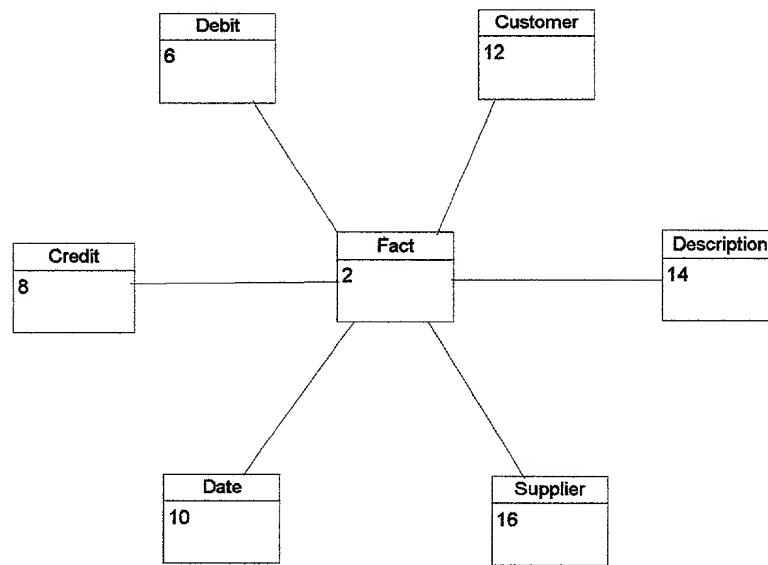 Debit
6
Customer
12
Credit
8
Fact
2
Description
14
Date
10
Supplier
16